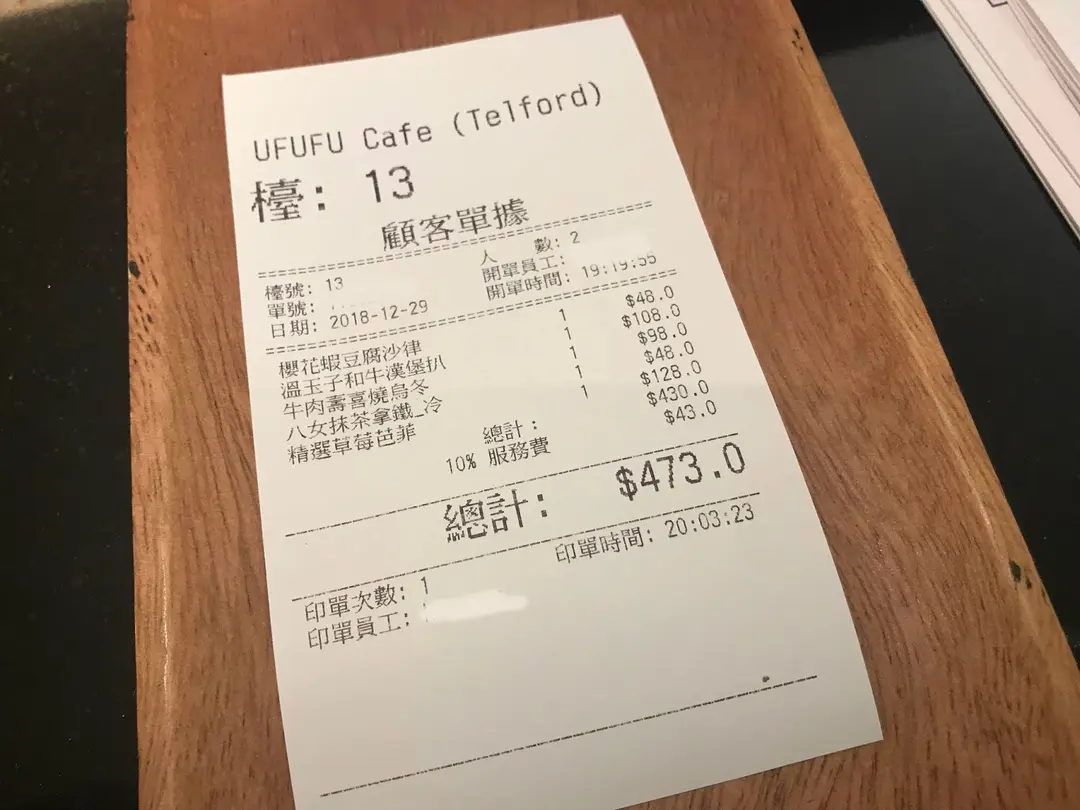 UFUFU Cafe (Telford)
檯: 13
顧客單據
檯號: 13 人 數: 2
單號: 開單員工:
日期: 2018-12-29 開單時間: 19:19:55
櫻花蝦豆腐沙律 1 $48.0
溫玉子和牛漢堡扒 1 $108.0
牛肉壽喜燒烏冬 1 $98.0
八女抹茶拿鐵_冷 1 $48.0
精選草莓芭菲 1 $128.0
總計: $430.0
10% 服務費 $43.0
總計: $473.0
印單時間: 20:03:23
印單次數: 1
印單員工: